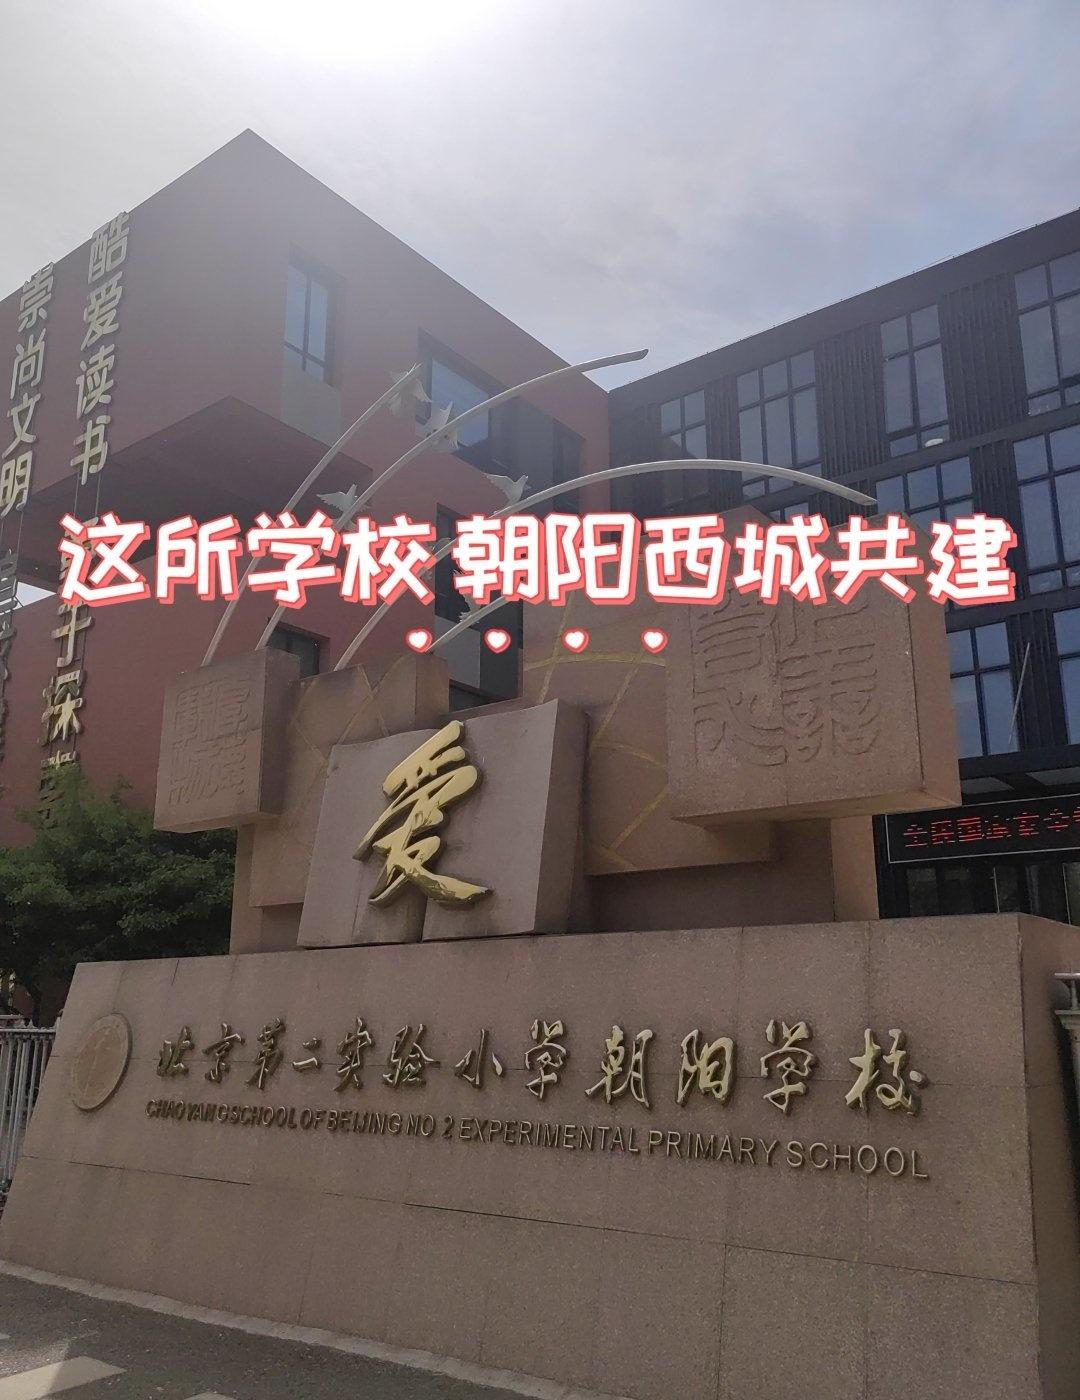 酷爱读书
崇尚文明
这所学校 朝阳西城共建
爱
北京第二实验小学朝阳学校
CHAOYANG SCHOOL OF BEIJING NO 2 EXPERIMENTAL PRIMARY SCHOOL